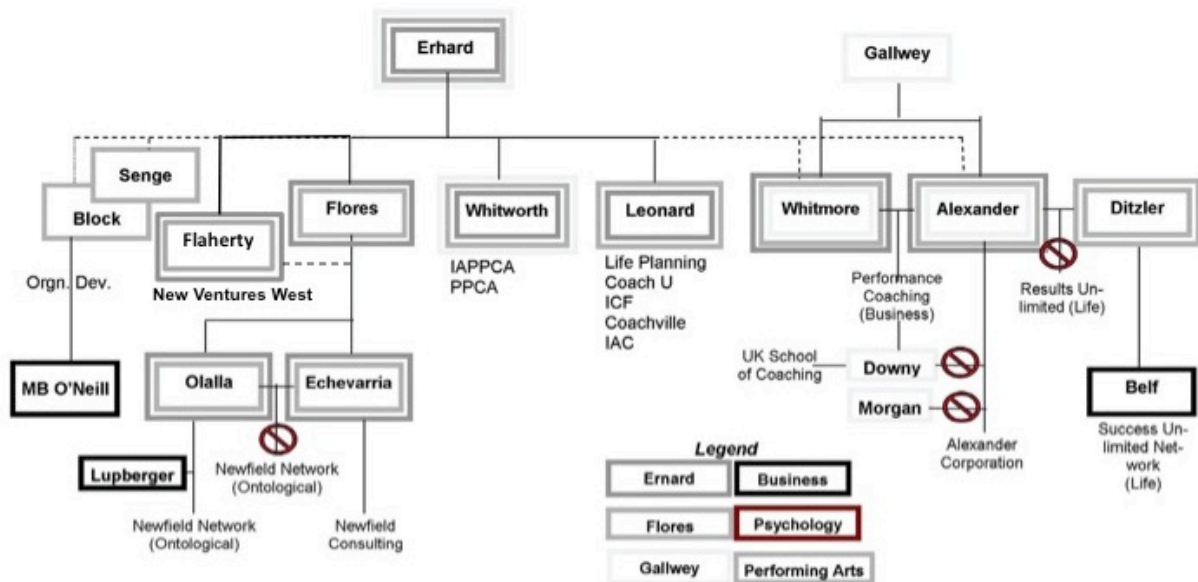 Erhard
Gallwey
Senge
Block
Flaherty
Flores
Whitworth
Leonard
Whitmore
Alexander
Ditzler
Orgn. Dev.
New Ventures West
IAPPCA
PPCA
Life Planning
Coach U
ICF
Coachville
IAC
Performance
Coaching
(Business)
Results Un-
limited (Life)
MB O'Neill
Olalla
Echevarria
UK School
of Coaching
Downy
Morgan
Belf
Alexander
Corporation
Success Un-
limited Net-
work
(Life)
Lupberger
Newfield Network
(Ontological)
Newfield Network
(Ontological)
Newfield
Consulting
Legend
Ernard
Business
Flores
Psychology
Gallwey
Performing Arts